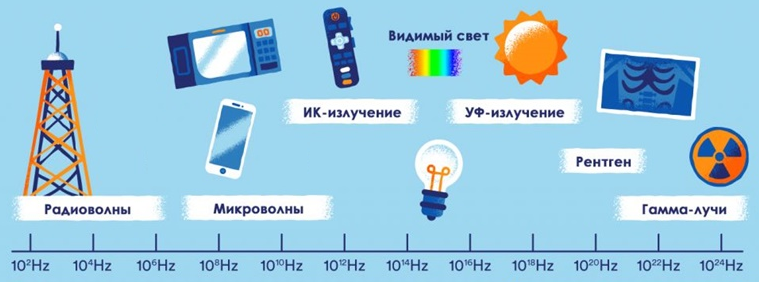 Видимый свет
ИК-излучение
УФ-излучение
Рентген
Радиоволны
Микроволны
Гамма-лучи
10²Hz 10⁴Hz 10⁶Hz 10⁸Hz 10¹⁰Hz 10¹²Hz 10¹⁴Hz 10¹⁶Hz 10¹⁸Hz 10²⁰Hz 10²²Hz 10²⁴Hz